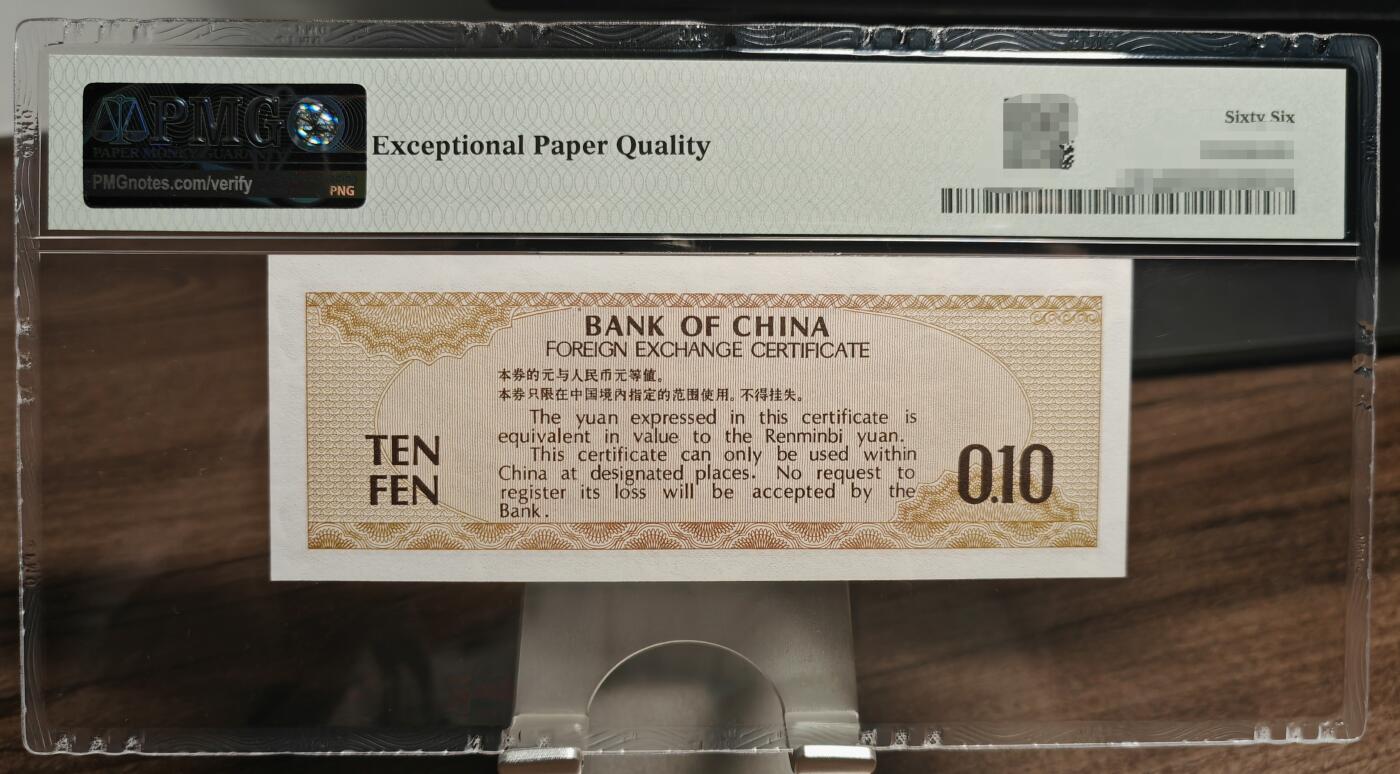 PMG
PAPER MONEY GUARANTY
PMGnotes.com/verify
PNG
Exceptional Paper Quality
Sixty Six
BANK OF CHINA
FOREIGN EXCHANGE CERTIFICATE
本券的元与人民币元等值。
本券只限在中国境内指定的范围使用。不得挂失。
The yuan expressed in this certificate is
equivalent in value to the Renminbi yuan.
This certificate can only be used within
China at designated places. No request to
register its loss will be accepted by the
Bank.
TEN
FEN
0.10